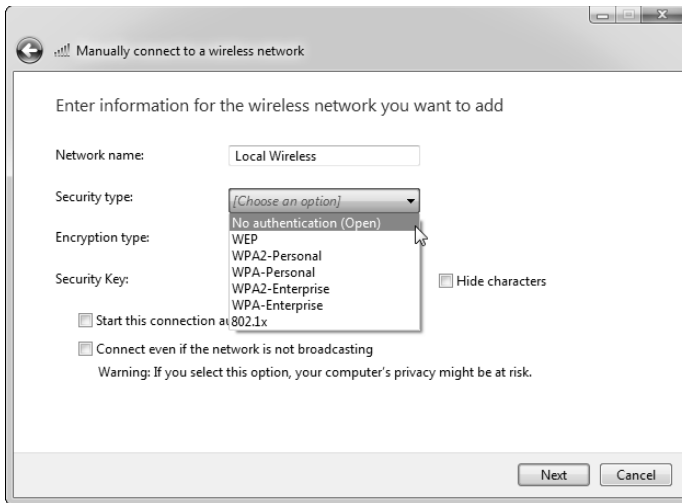 Manually connect to a wireless network
Enter information for the wireless network you want to add
Network name: Local Wireless
Security type: [Choose an option]
No authentication (Open)
Encryption type: WEP
WPA2-Personal
WPA-Personal
Security Key: WPA2-Enterprise Hide characters
WPA-Enterprise
Start this connection au 802.1x
Connect even if the network is not broadcasting
Warning: If you select this option, your computer's privacy might be at risk.
Next Cancel